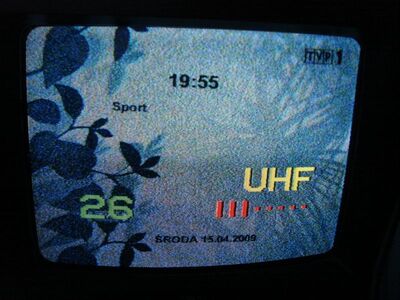 TVP1
19:55
Sport
UHF
26
ŚRODA 15.04.2009